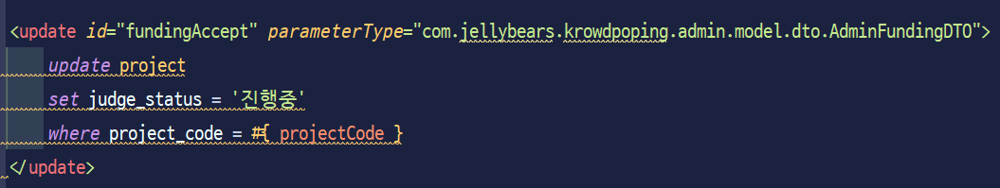 <update id="fundingAccept" parameterType="com.jellybears.krowdpoping.admin.model.dto.AdminFundingDTO">
update project
set judge_status = '진행중'
where project_code = #{ projectCode }
</update>